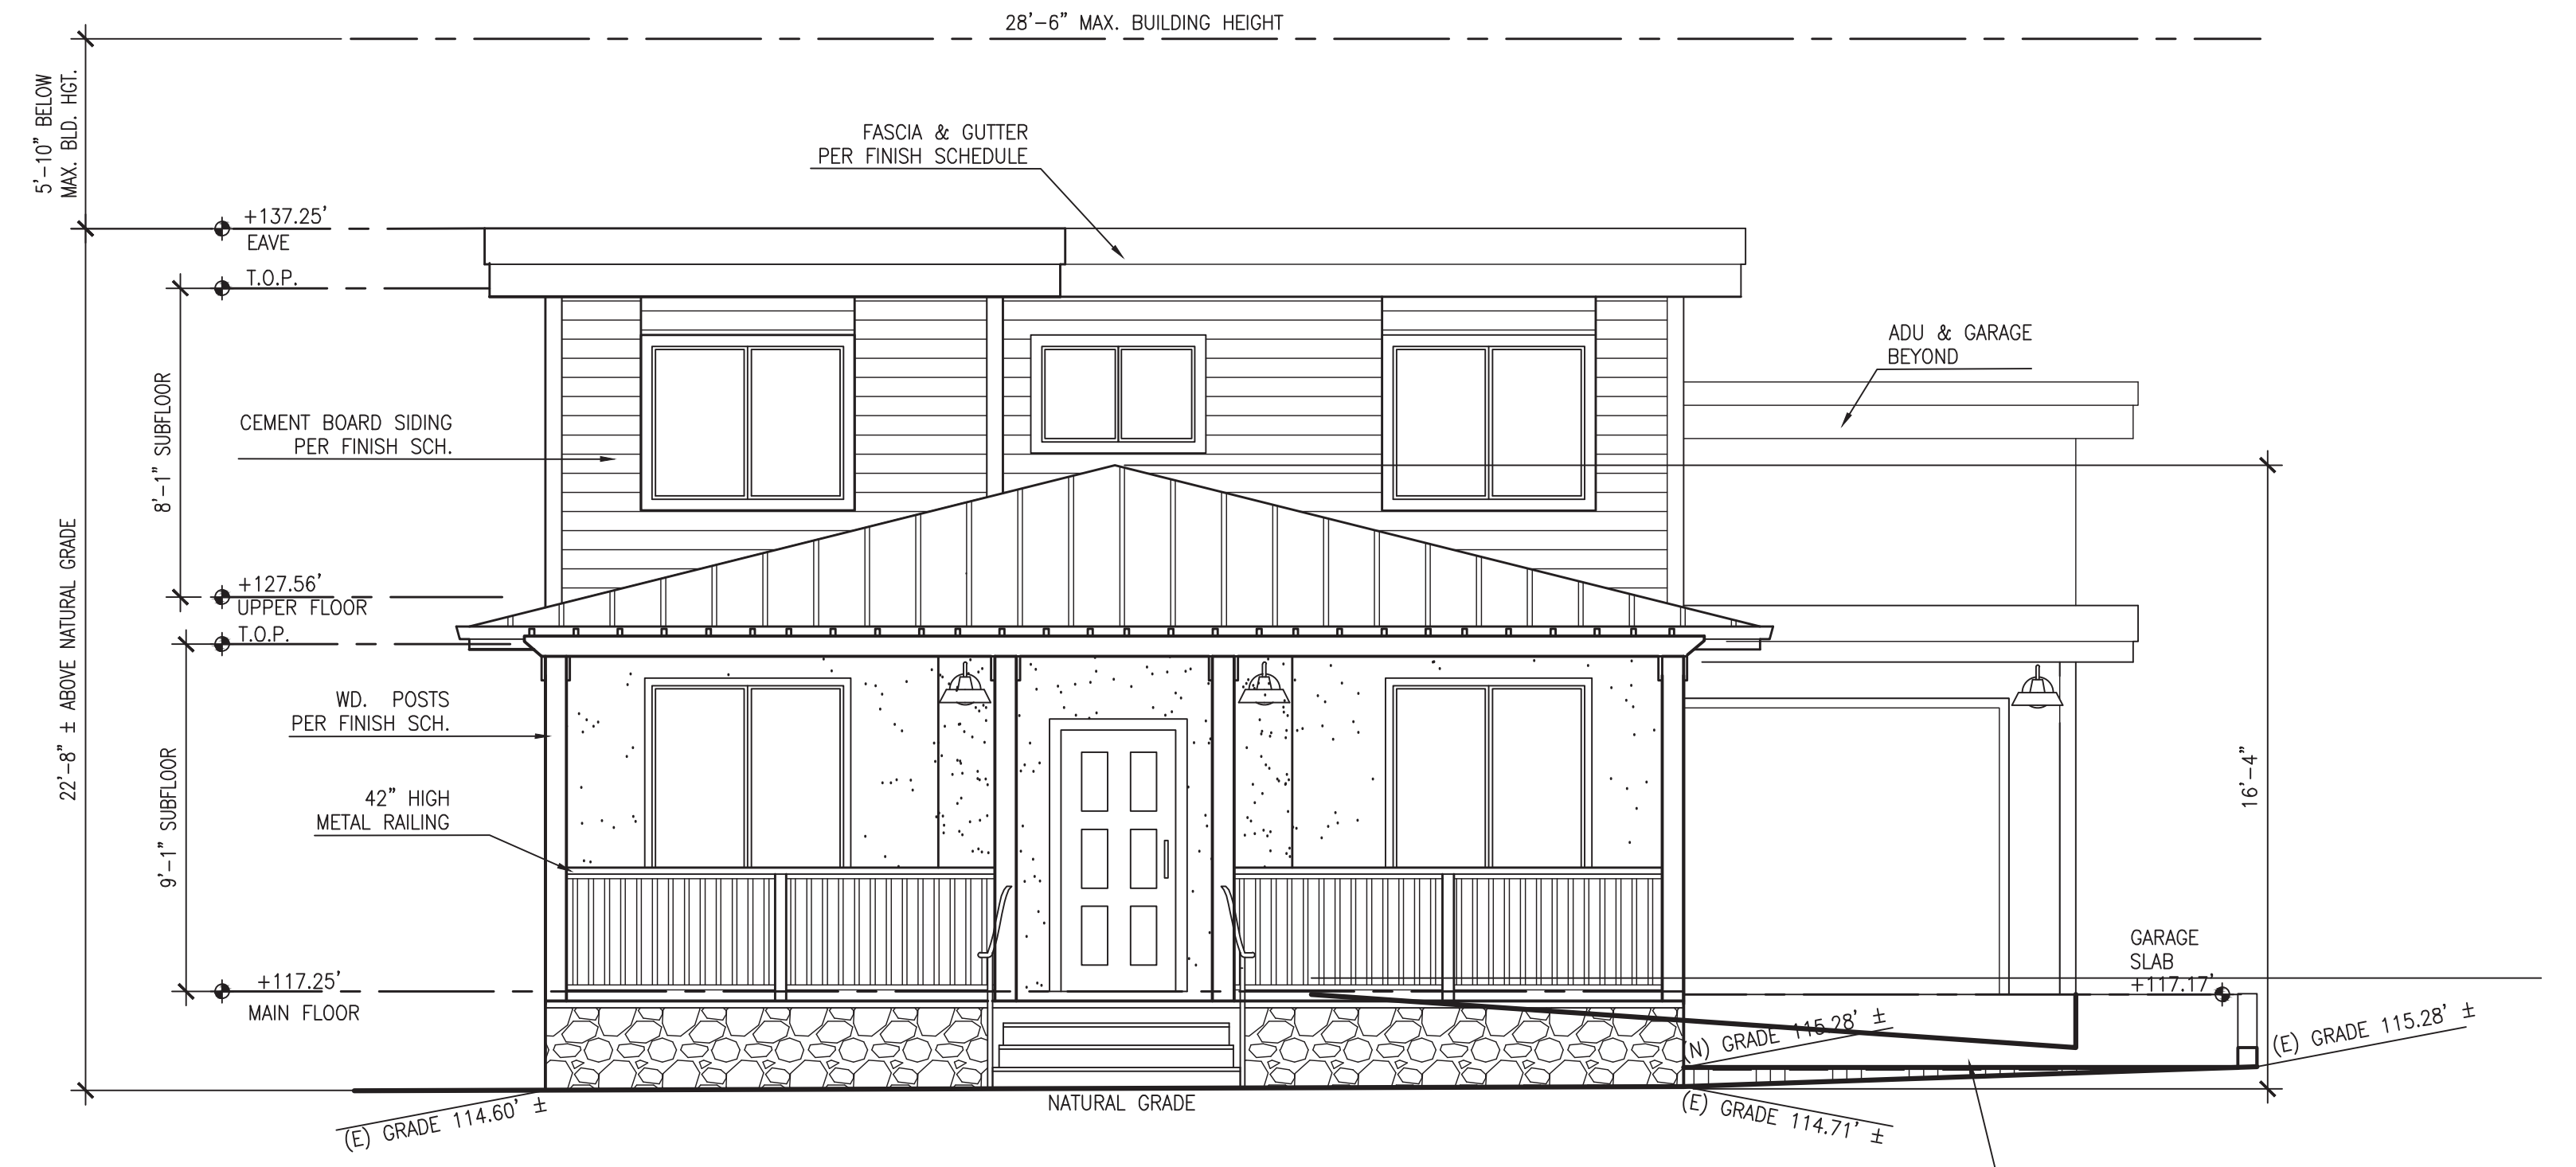 28'-6" MAX. BUILDING HEIGHT
5'-10" BELOW
MAX. BLD. HGT.
FASCIA & GUTTER
PER FINISH SCHEDULE
+137.25'
EAVE
T.O.P.
ADU & GARAGE
BEYOND
8'-1" SUBFLOOR
CEMENT BOARD SIDING
PER FINISH SCH.
22'-8" ± ABOVE NATURAL GRADE
+127.56'
UPPER FLOOR
T.O.P.
WD. POSTS
PER FINISH SCH.
9'-1" SUBFLOOR
42" HIGH
METAL RAILING
16'-4"
GARAGE
SLAB
+117.17'
+117.25'
MAIN FLOOR
(N) GRADE 115.28' ±
(E) GRADE 115.28' ±
NATURAL GRADE
(E) GRADE 114.60' ±
(E) GRADE 114.71' ±